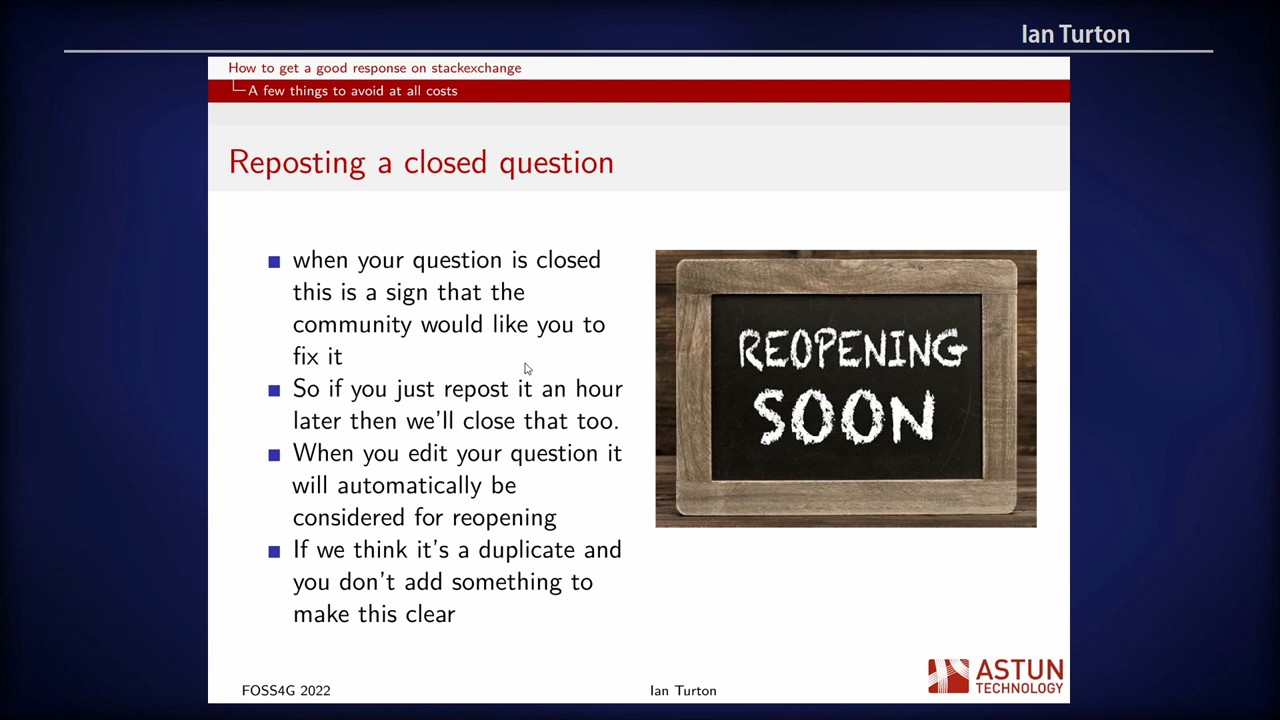 Ian Turton
How to get a good response on stackexchange
A few things to avoid at all costs
Reposting a closed question
when your question is closed
this is a sign that the
community would like you to
fix it
So if you just repost it an hour
later then we'll close that too.
When you edit your question it
will automatically be
considered for reopening
If we think it's a duplicate and
you don't add something to
make this clear
REOPENING
SOON
ASTUN
TECHNOLOGY
FOSS4G 2022
Ian Turton